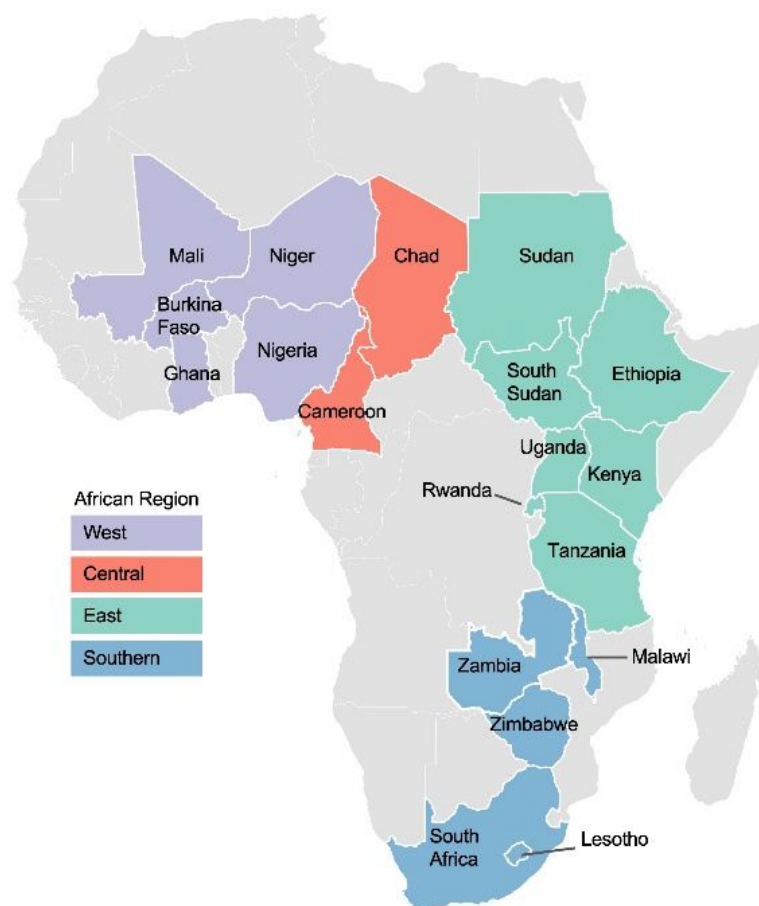 Mali
Niger
Chad
Sudan
Burkina
Faso
Nigeria
Ghana
South
Sudan
Ethiopia
Cameroon
Uganda
Kenya
Rwanda
African Region
West
Central
East
Southern
Tanzania
Zambia
Malawi
Zimbabwe
South
Africa
Lesotho